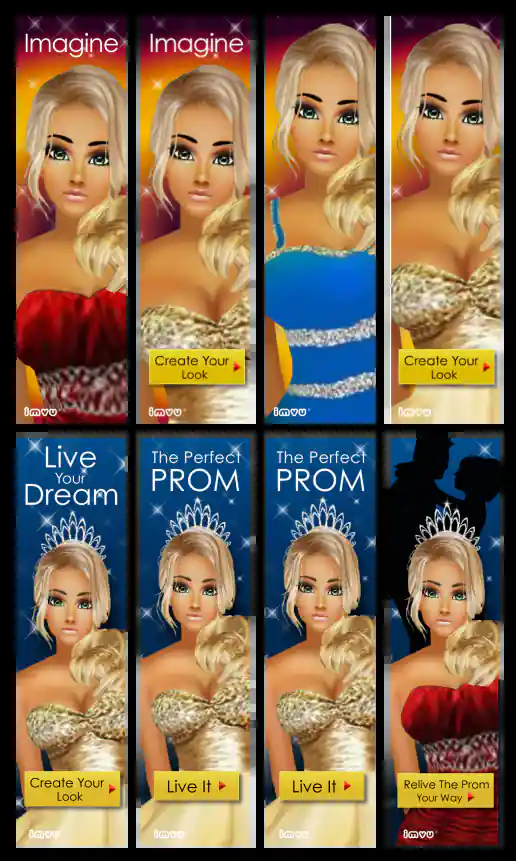 Imagine
imvu
Imagine
Create Your
Look
imvu
imvu
Create Your
Look
imvu
Live
Your
Dream
Create Your
Look
imvu
The Perfect
PROM
Live It
imvu
The Perfect
PROM
Live It
imvu
Relive The Prom
Your Way
imvu